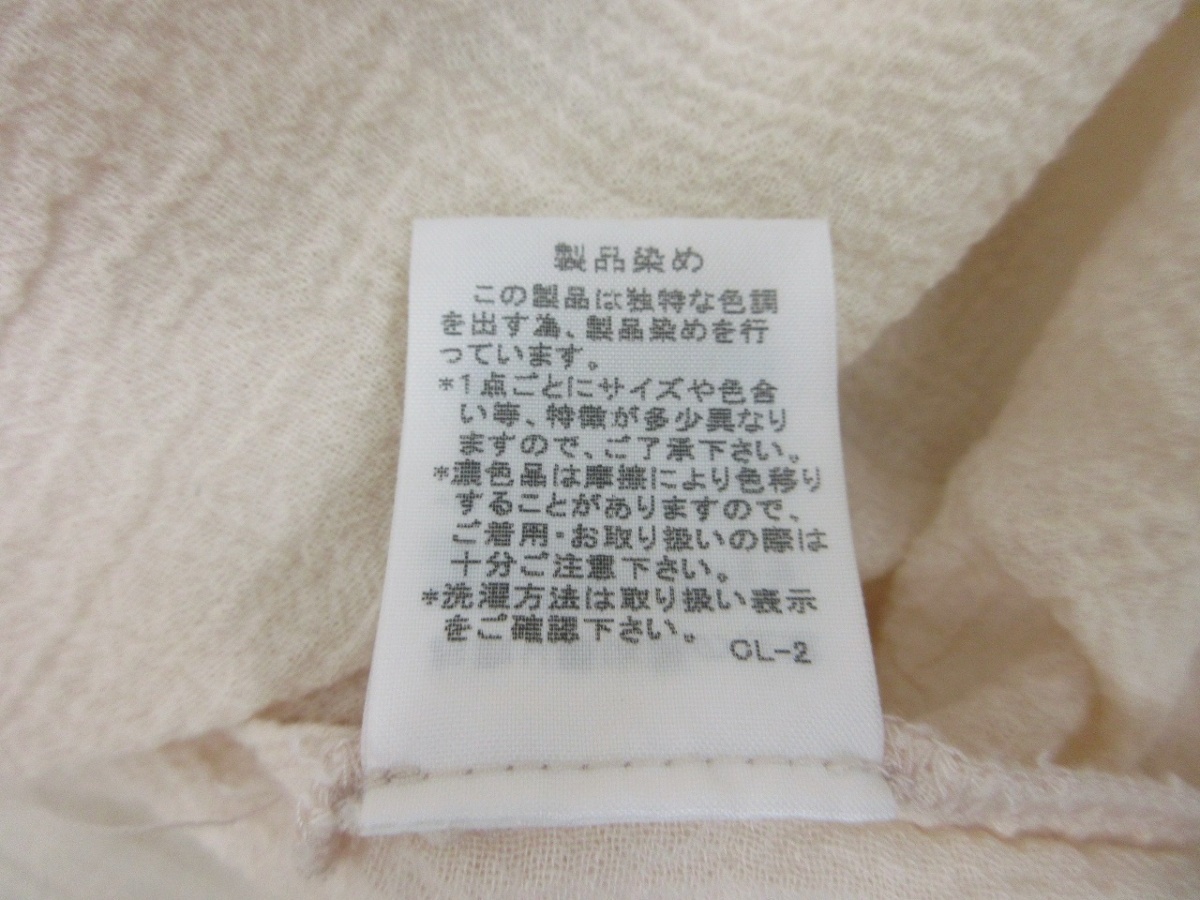 製品染め
この製品は独特な色調
を出す為、製品染めを行
っています。
*1点ごとにサイズや色合
い等、特徴が多少異なり
ますので、ご了承下さい。
*濃色品は摩擦により色移り
することがありますので、
ご着用・お取り扱いの際は
十分ご注意下さい。
*洗濯方法は取り扱い表示
をご確認下さい。
CL-2